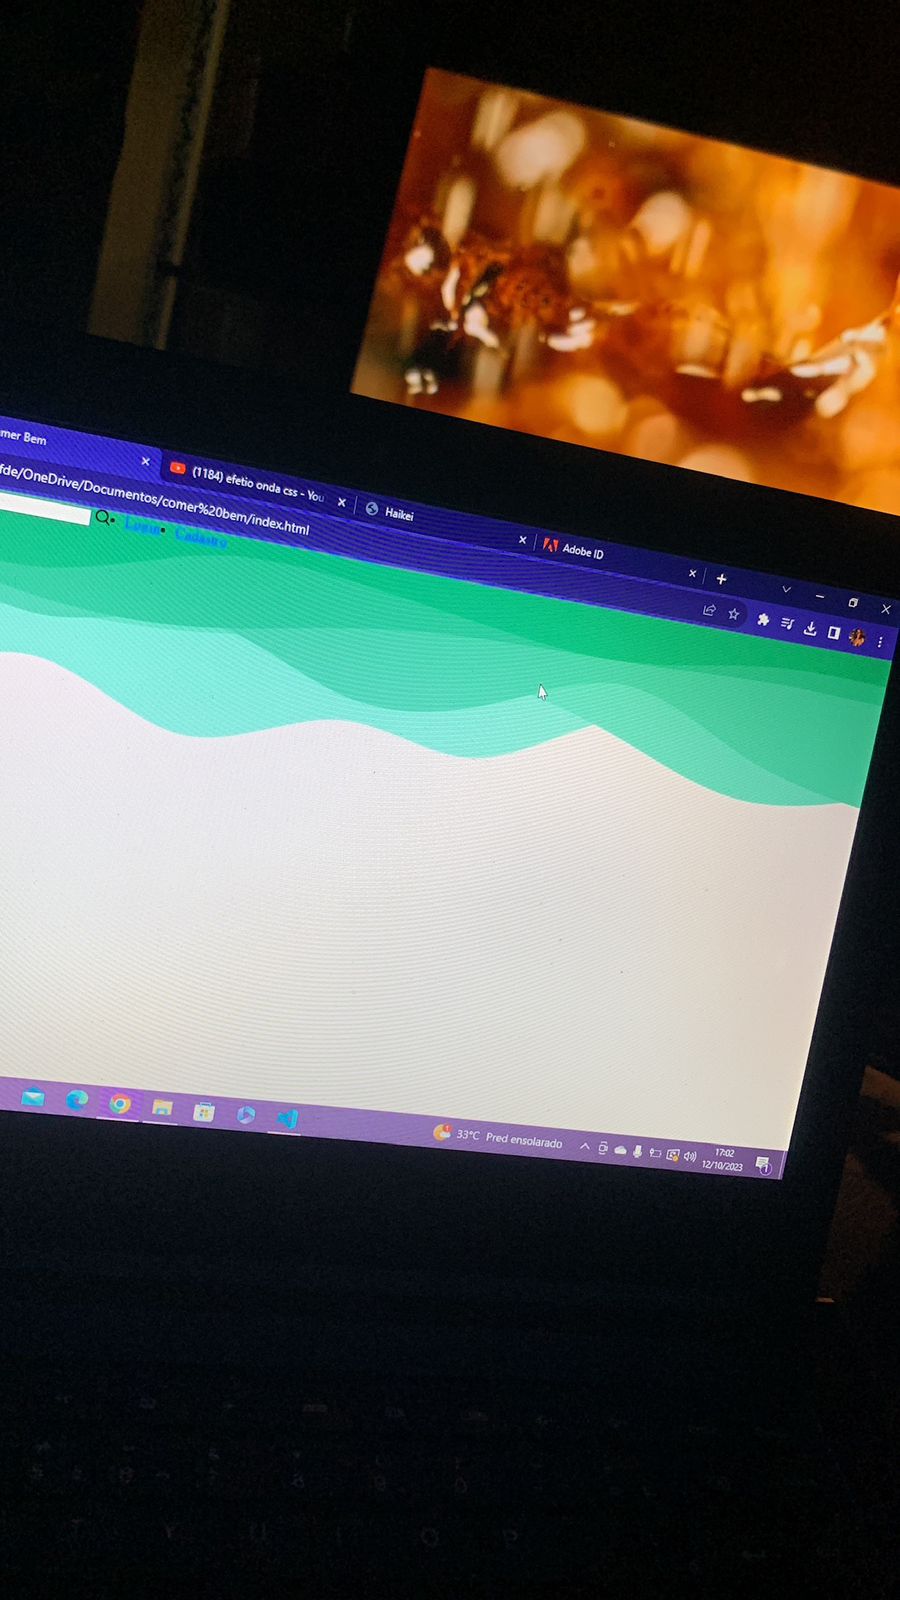 mer Bem
(1184) efetio onda css - You
Haikei
Adobe ID
fde/OneDrive/Documentos/comer%20bem/index.html
Login
Cadastro
33°C Pred ensolarado
17:02
12/10/2023